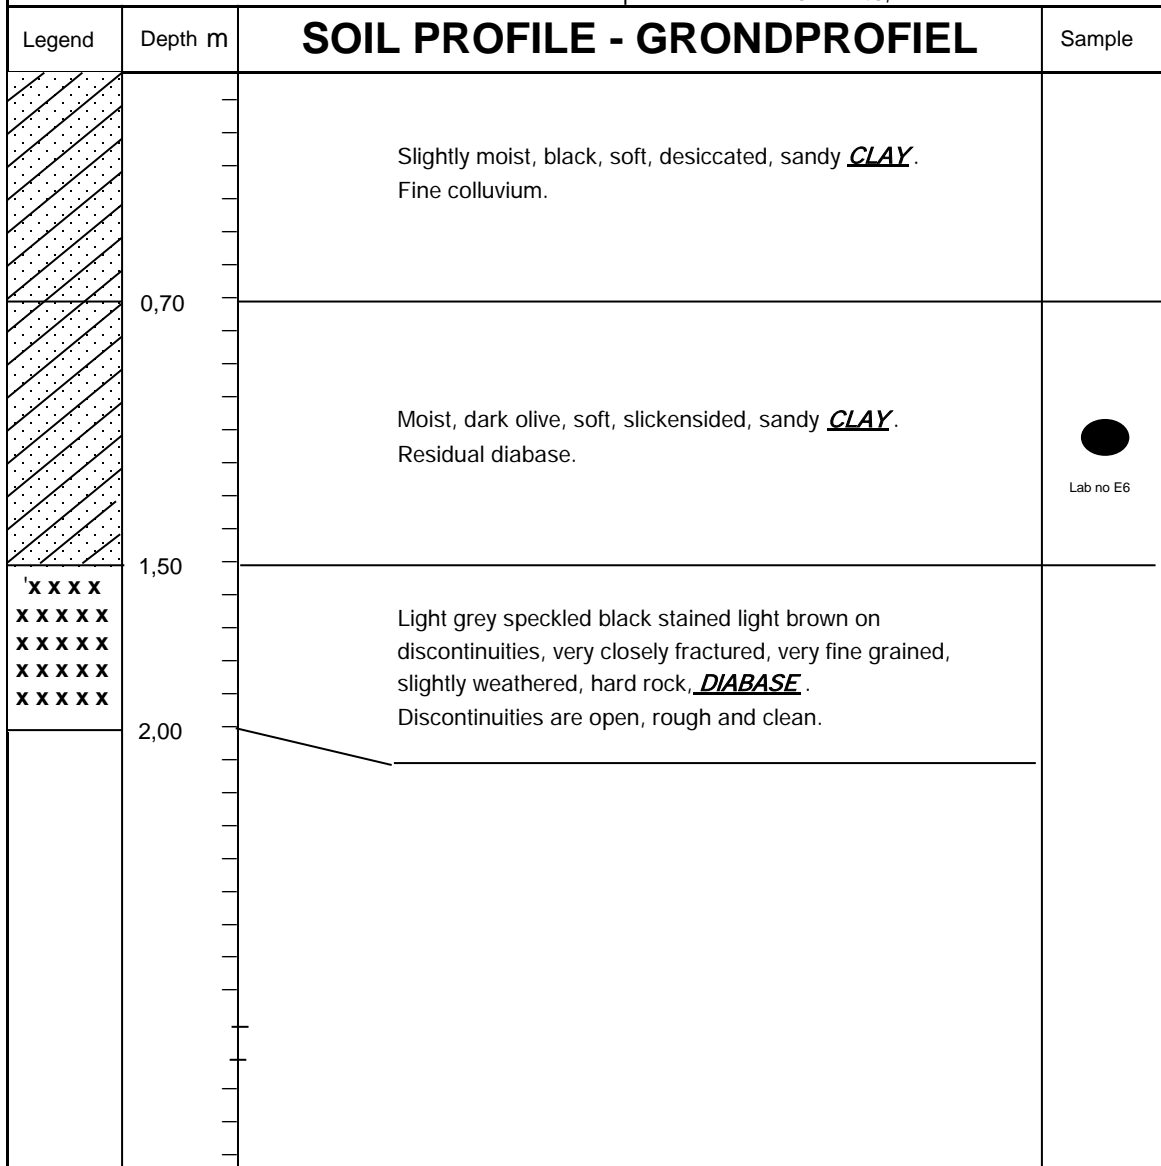 Legend Depth m SOIL PROFILE - GRONDPROFIEL Sample
Slightly moist, black, soft, desiccated, sandy CLAY.
Fine colluvium.
0,70
Moist, dark olive, soft, slickensided, sandy CLAY.
Residual diabase.
Lab no E6
1,50
'x x x x
x x x x x
x x x x x
x x x x x
x x x x x
Light grey speckled black stained light brown on
discontinuities, very closely fractured, very fine grained,
slightly weathered, hard rock, DIABASE.
Discontinuities are open, rough and clean.
2,00